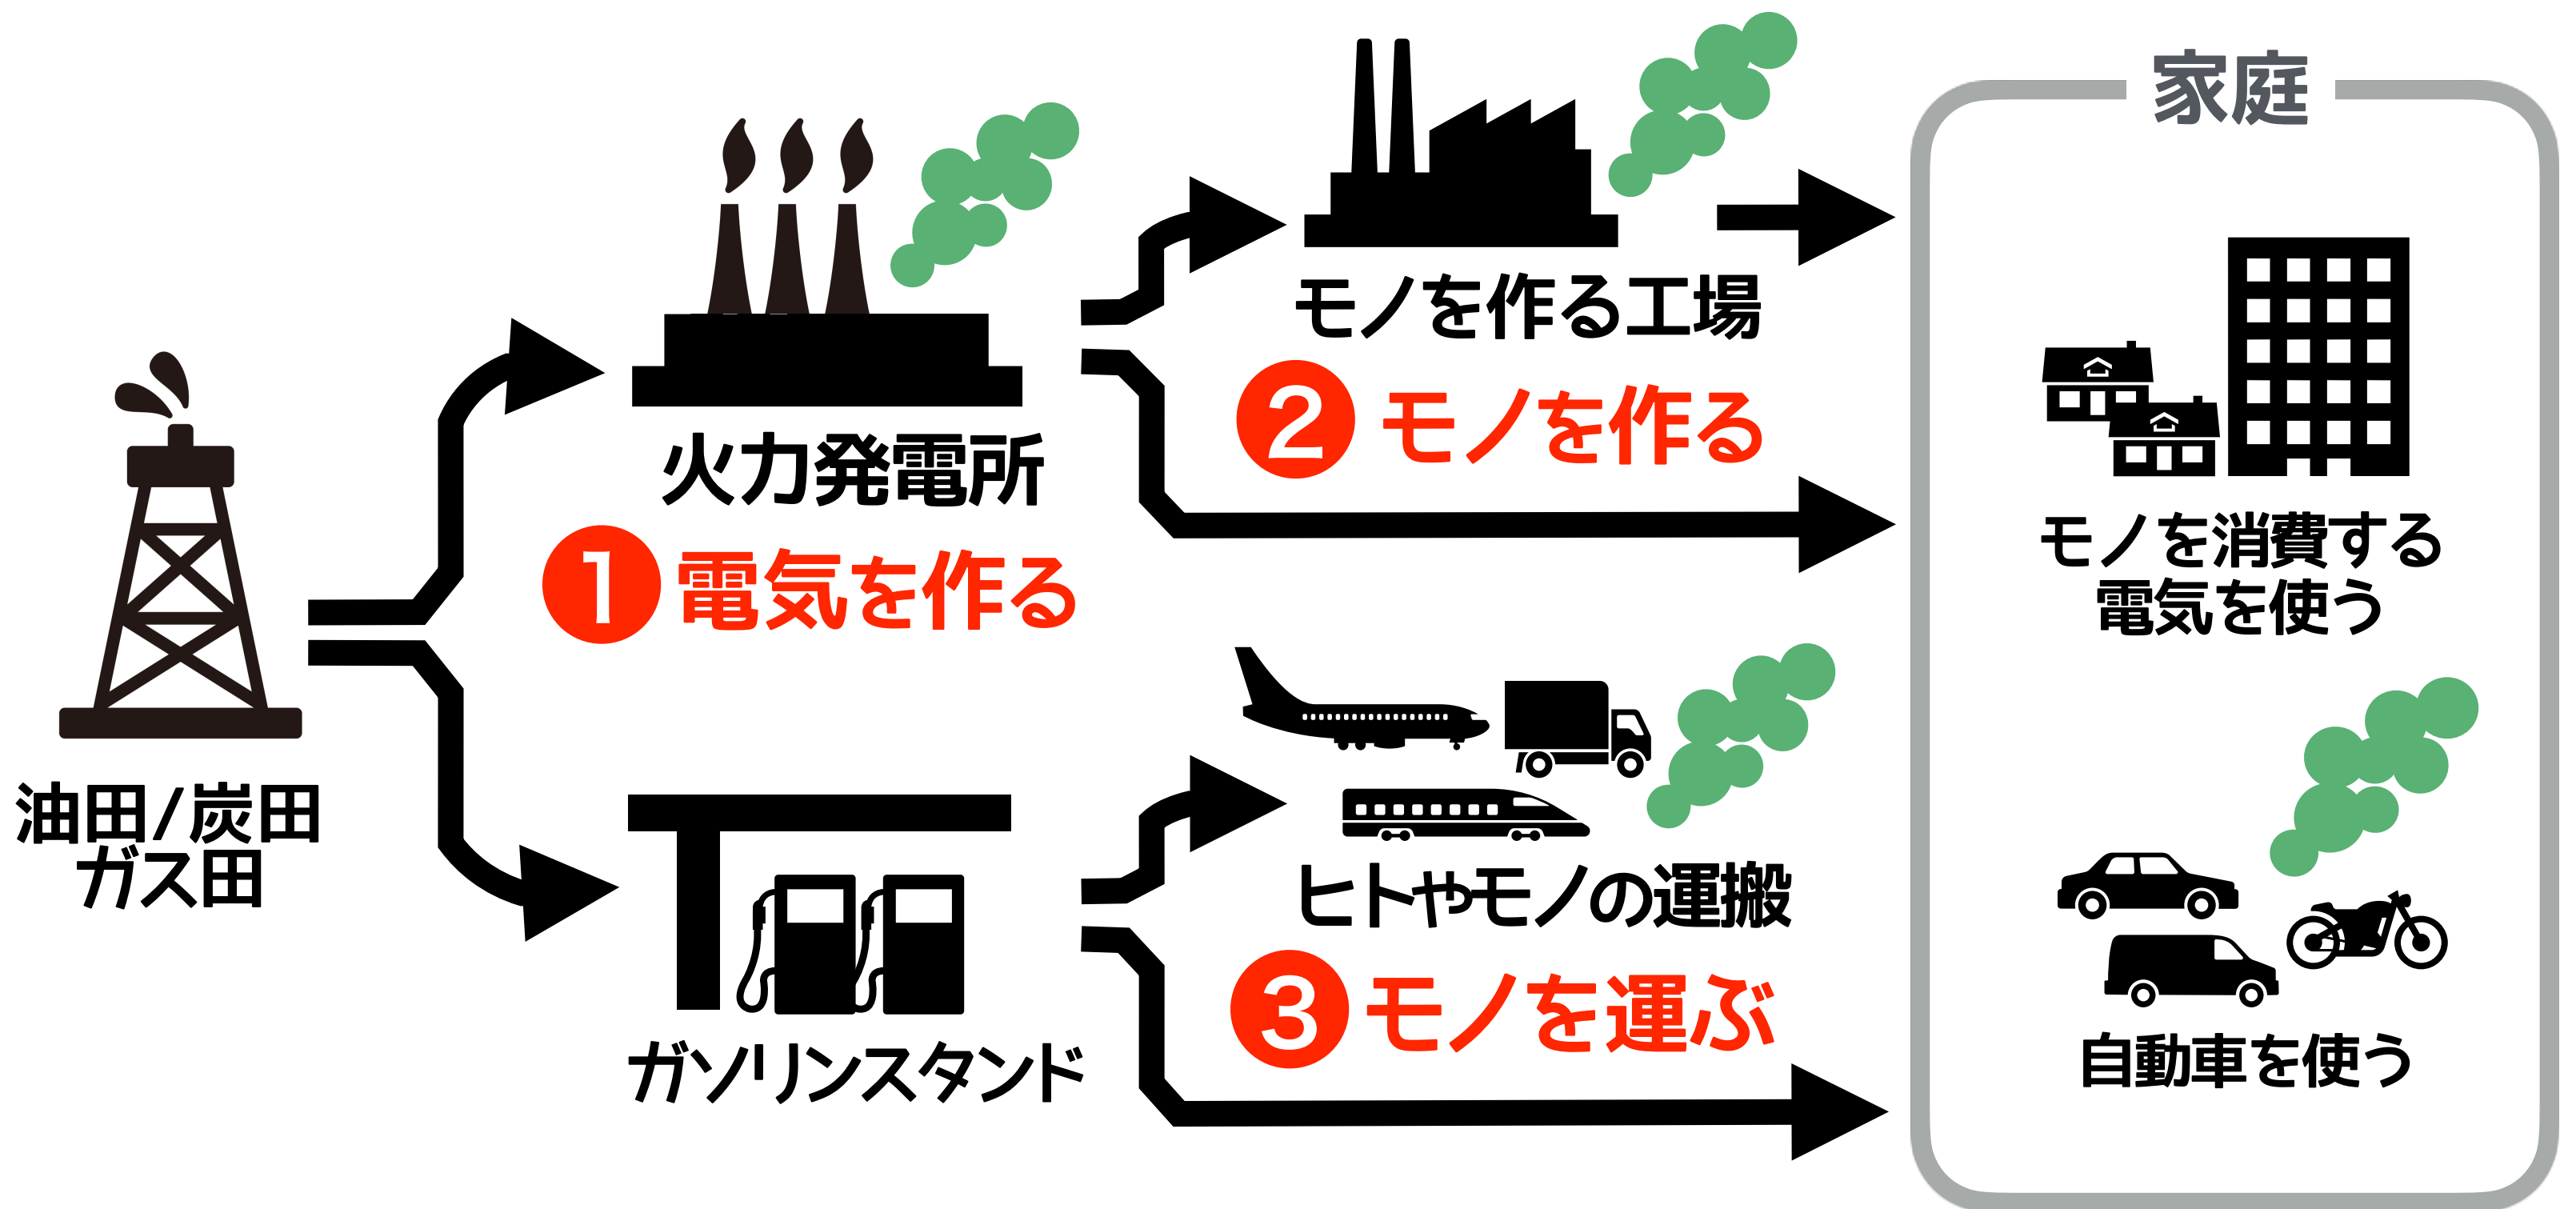 油田/炭田
ガス田
火力発電所
❶ 電気を作る
ガソリンスタンド
モノを作る工場
❷ モノを作る
ヒトやモノの運搬
❸ モノを運ぶ
家庭
モノを消費する
電気を使う
自動車を使う